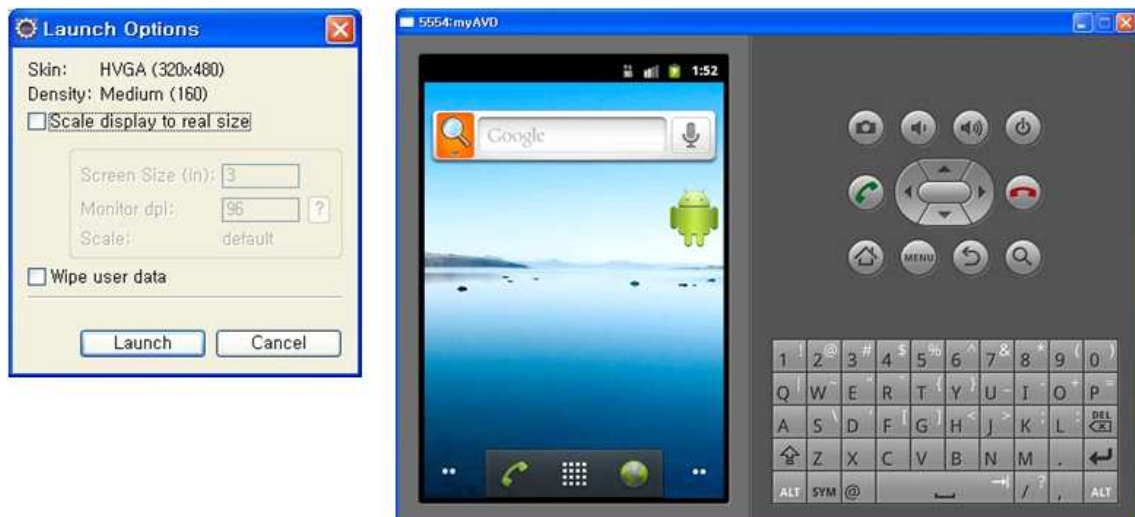 Launch Options
Skin: HVGA (320x480)
Density: Medium (160)
Scale display to real size
Screen Size (in): 3
Monitor dpi: 96 ?
Scale: default
Wipe user data
Launch Cancel
5554:myAVD
1:52
Google
MENU
1 ! 2 @ 3 # 4 $ 5 % 6 ^ 7 & 8 * 9 ( 0 )
Q | W ~ E " R ` T { Y } U _ I - O + P =
A S \ D ' F [ G ] H < J > K ; L : DEL
Z X C V B N M .
ALT SYM @ / ? , ALT